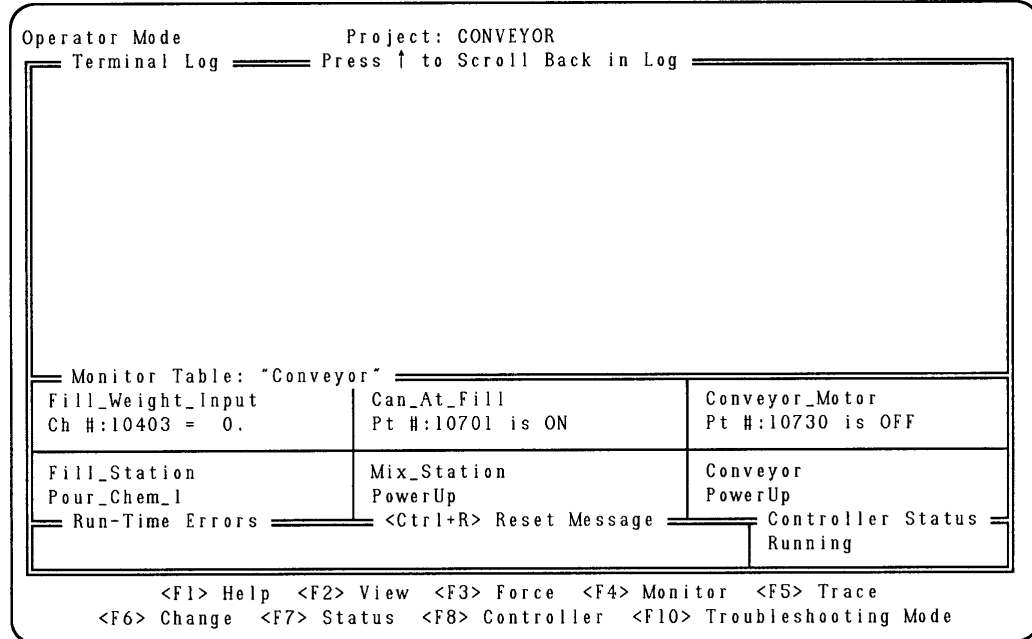 Operator Mode Project: CONVEYOR
Terminal Log Press ↑ to Scroll Back in Log
Monitor Table: "Conveyor"
Fill_Weight_Input Can_At_Fill Conveyor_Motor
Ch #:10403 = 0. Pt #:10701 is ON Pt #:10730 is OFF
Fill_Station Mix_Station Conveyor
Pour_Chem_1 PowerUp PowerUp
Run-Time Errors <Ctrl+R> Reset Message Controller Status
Running
<F1> Help <F2> View <F3> Force <F4> Monitor <F5> Trace
<F6> Change <F7> Status <F8> Controller <F10> Troubleshooting Mode